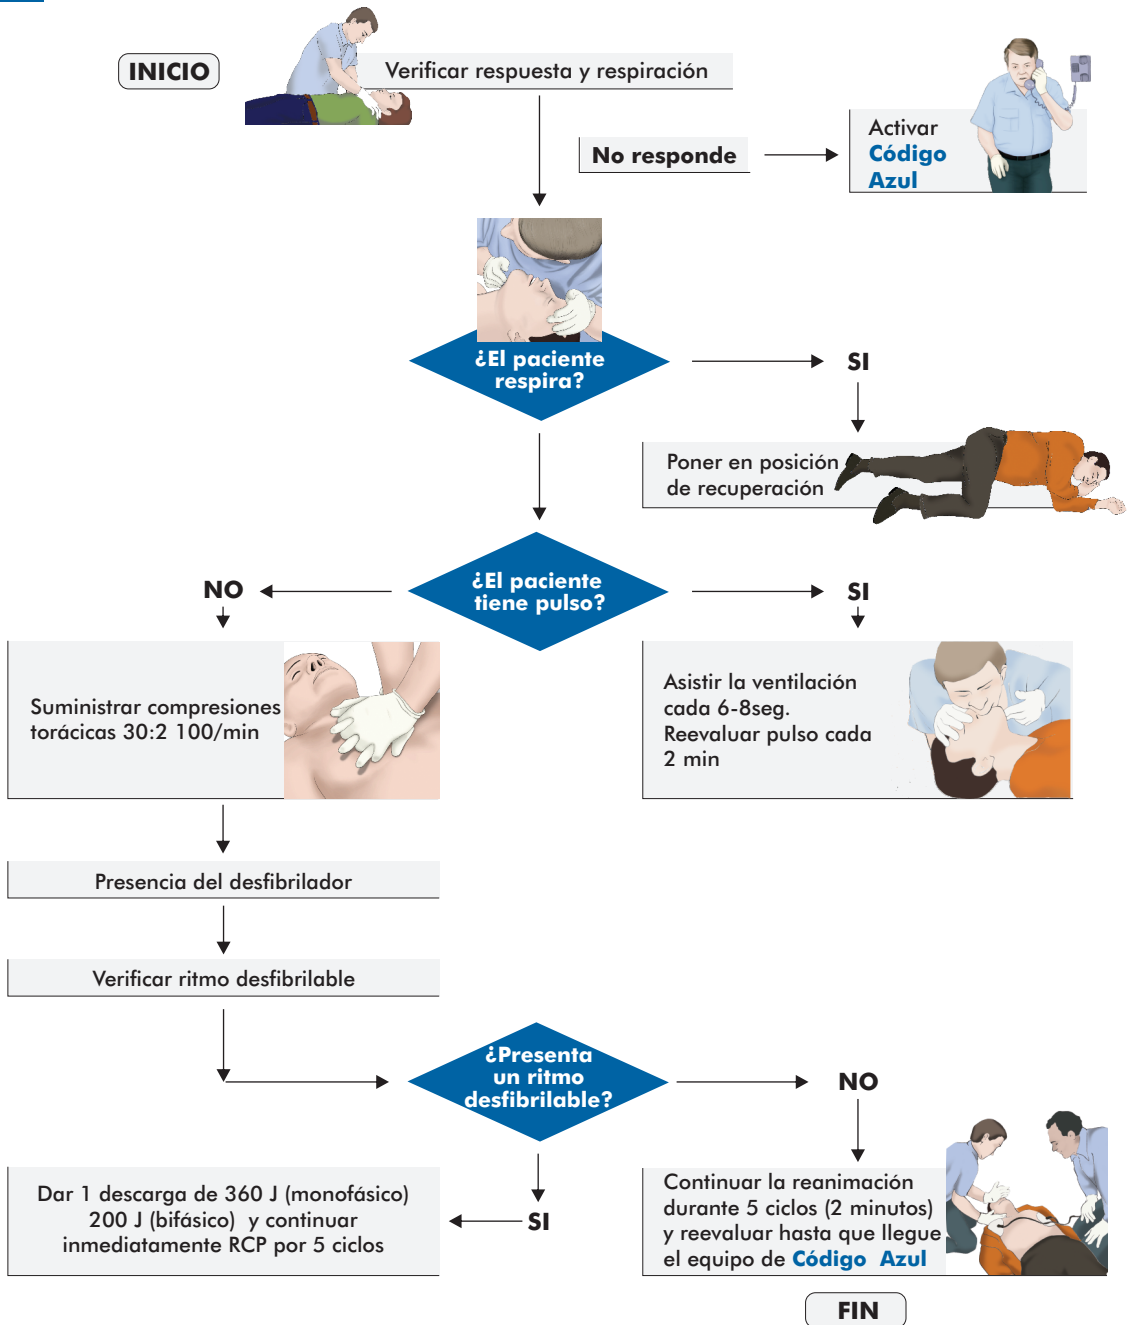 INICIO
Verificar respuesta y respiración
No responde
Activar
Código
Azul
¿El paciente
respira?
SI
Poner en posición
de recuperación
¿El paciente
tiene pulso?
NO
SI
Suministrar compresiones
torácicas 30:2 100/min
Asistir la ventilación
cada 6-8seg.
Reevaluar pulso cada
2 min
Presencia del desfibrilador
Verificar ritmo desfibrilable
¿Presenta
un ritmo
desfibrilable?
NO
SI
Dar 1 descarga de 360 J (monofásico)
200 J (bifásico) y continuar
inmediatamente RCP por 5 ciclos
Continuar la reanimación
durante 5 ciclos (2 minutos)
y reevaluar hasta que llegue
el equipo de Código Azul
FIN